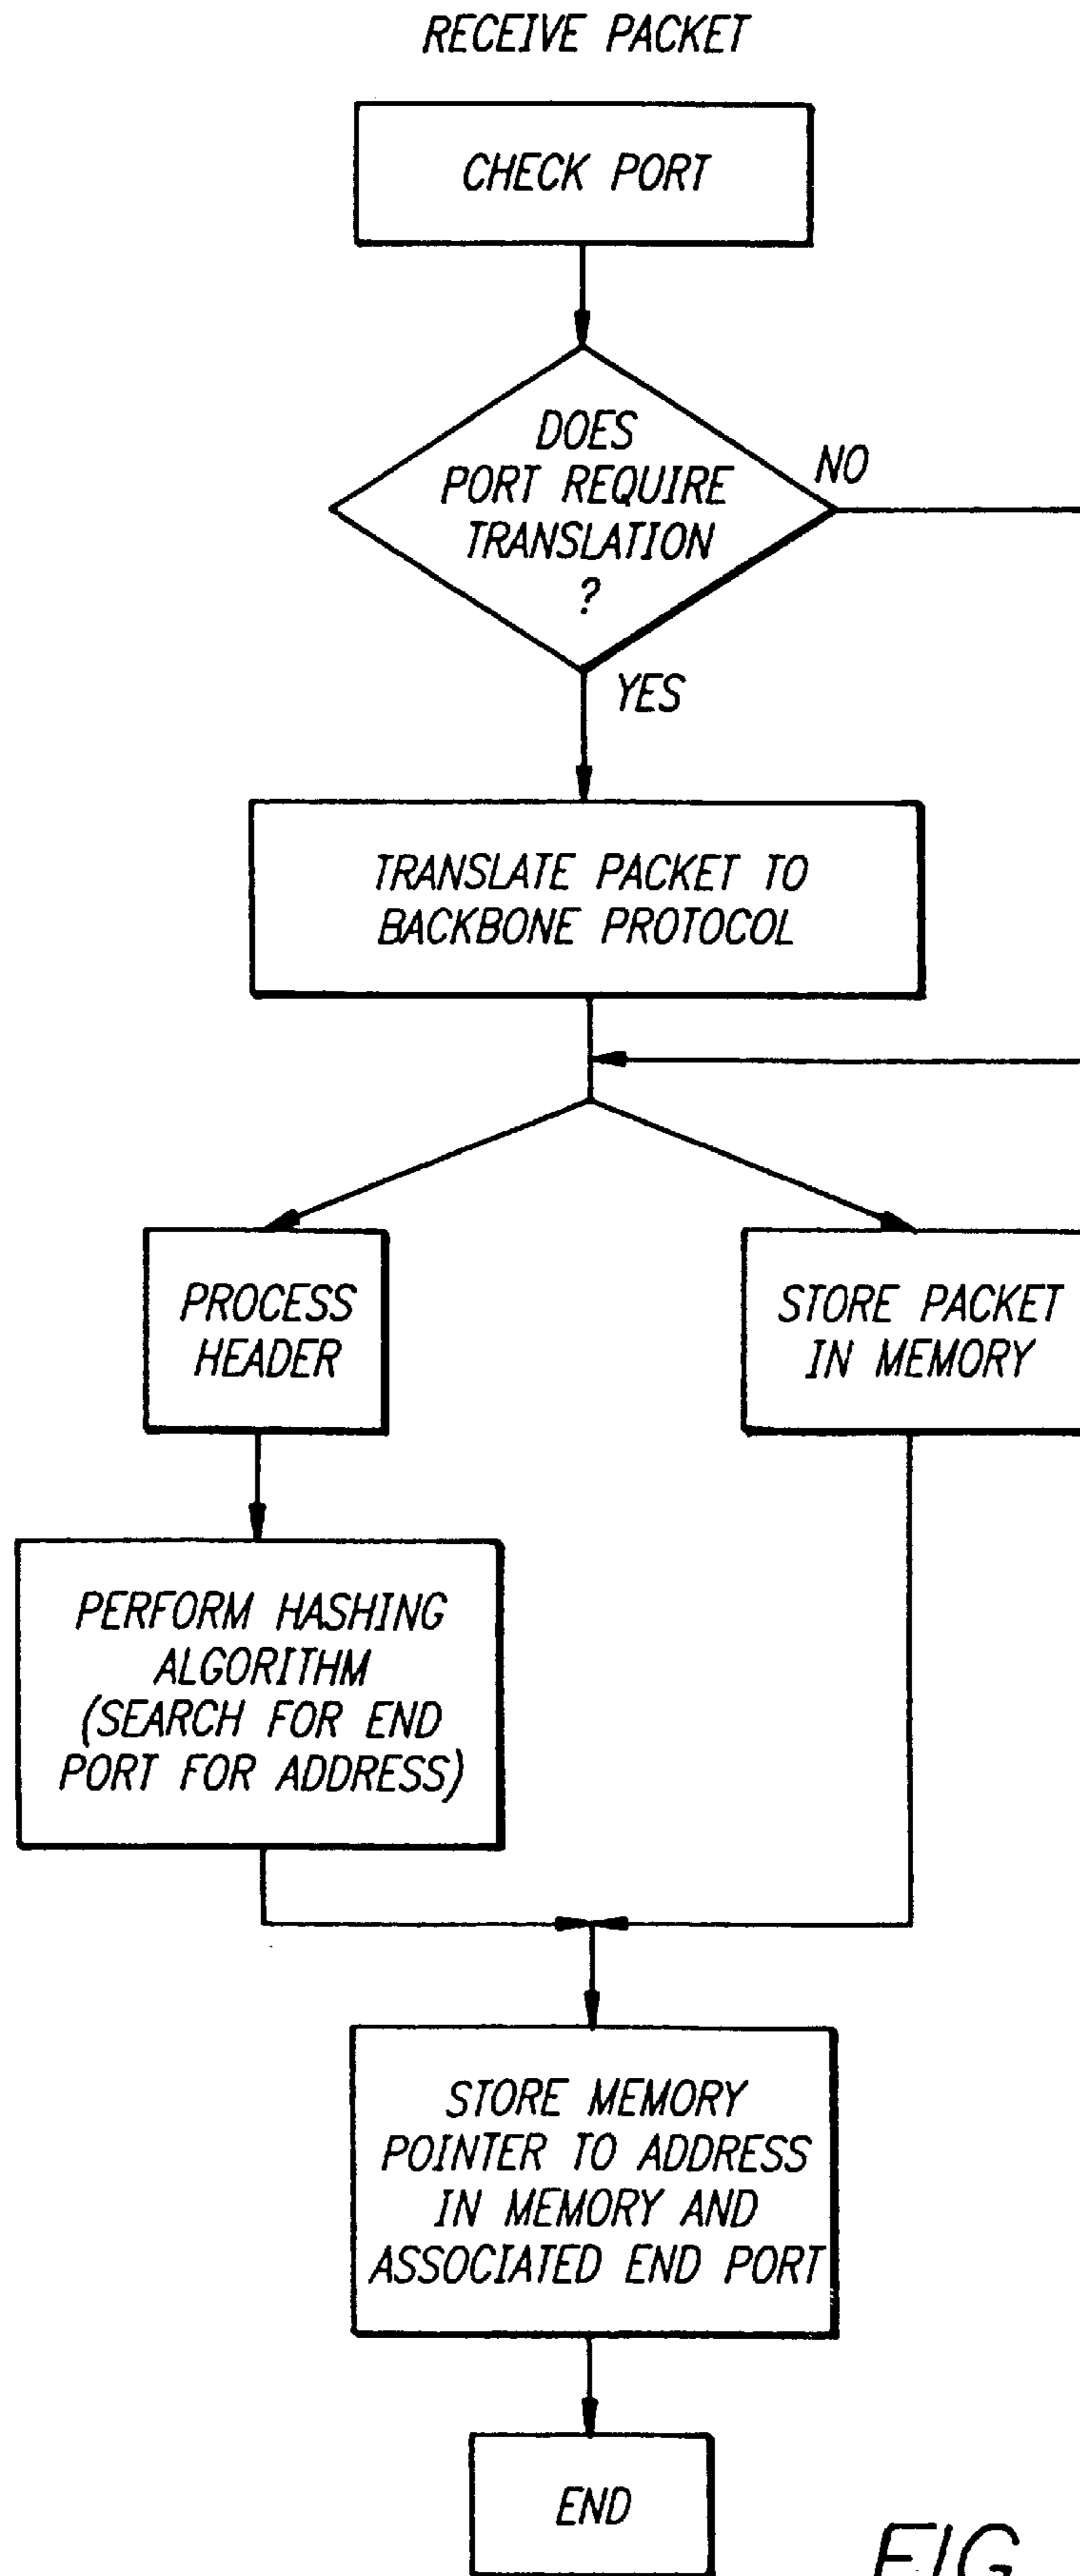 RECEIVE PACKET
CHECK PORT
DOES
PORT REQUIRE
TRANSLATION
?
NO
YES
TRANSLATE PACKET TO
BACKBONE PROTOCOL
PROCESS
HEADER
STORE PACKET
IN MEMORY
PERFORM HASHING
ALGORITHM
(SEARCH FOR END
PORT FOR ADDRESS)
STORE MEMORY
POINTER TO ADDRESS
IN MEMORY AND
ASSOCIATED END PORT
END
FIG